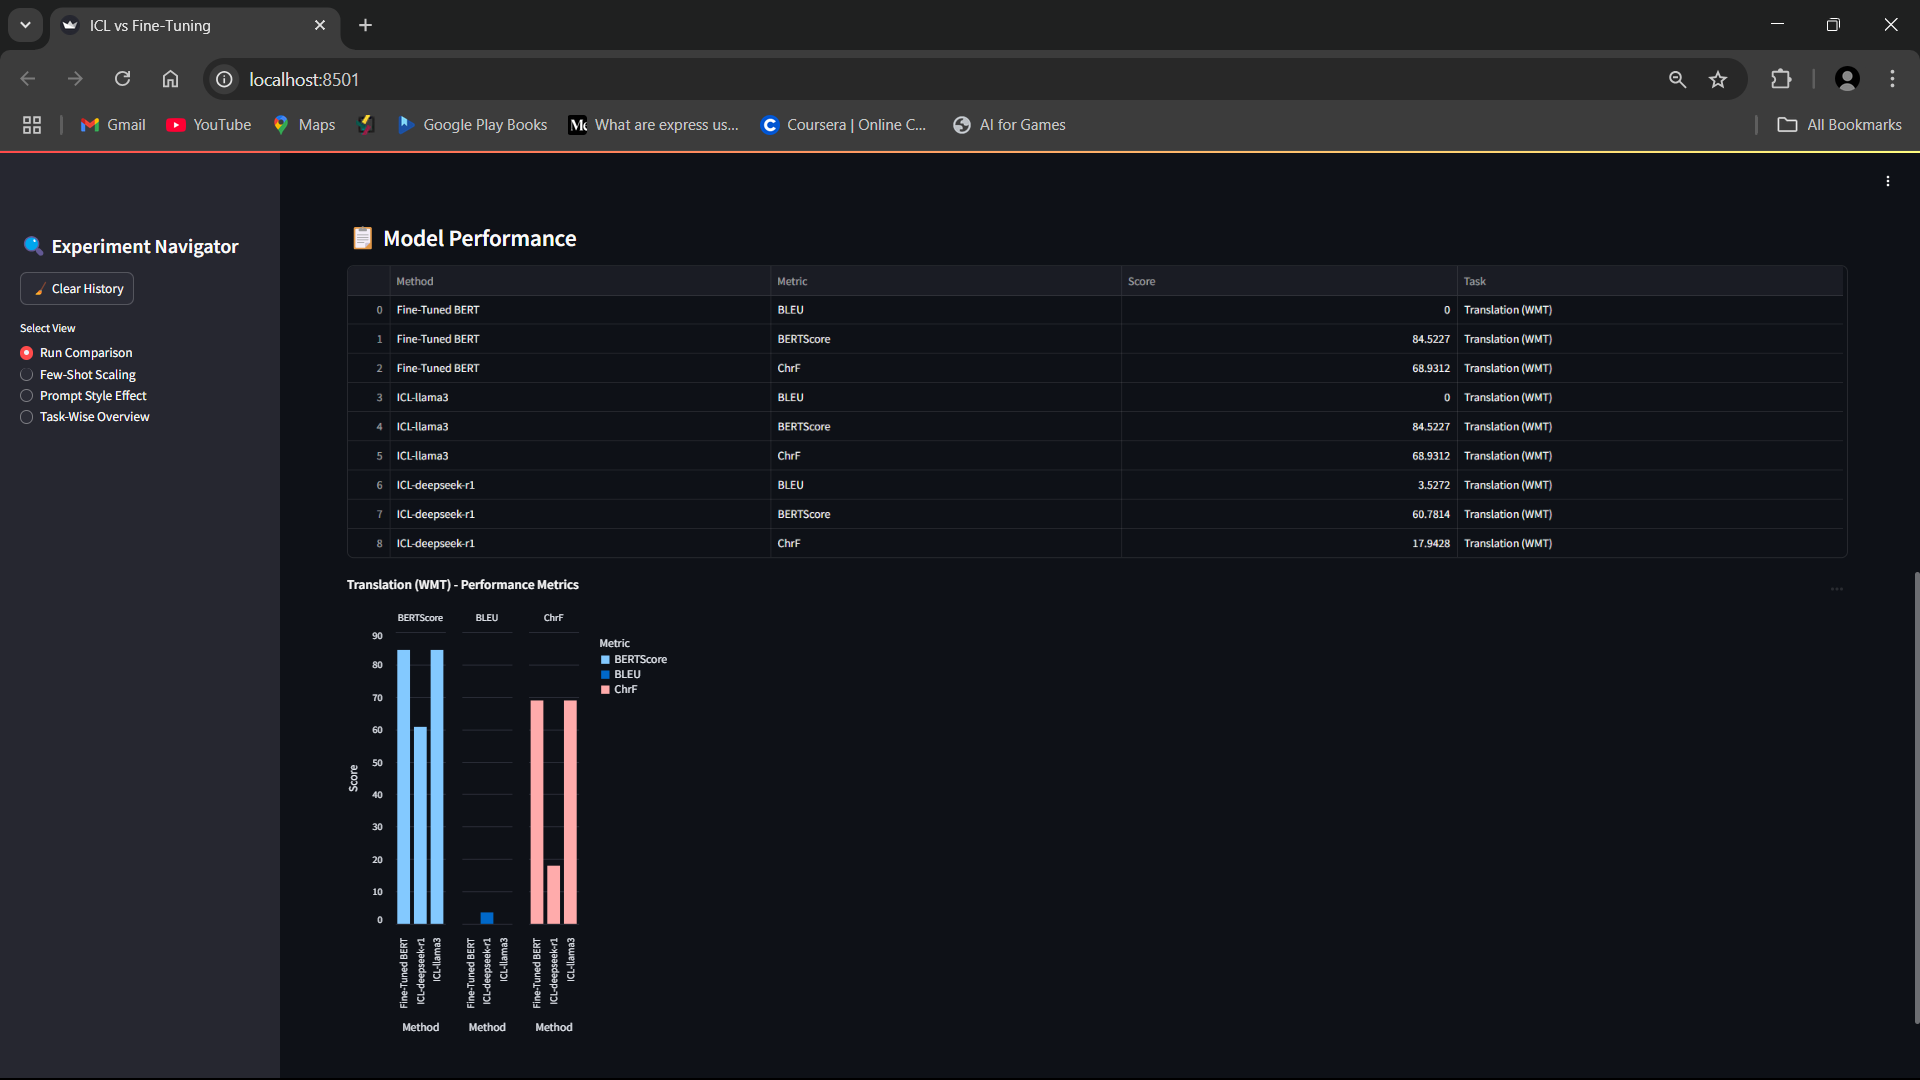 ICL vs Fine-Tuning
localhost:8501
Gmail YouTube Maps Google Play Books What are express us... Coursera | Online C... AI for Games All Bookmarks
Experiment Navigator
Clear History
Select View
Run Comparison
Few-Shot Scaling
Prompt Style Effect
Task-Wise Overview
Model Performance
Method Metric Score Task
0 Fine-Tuned BERT BLEU 0 Translation (WMT)
1 Fine-Tuned BERT BERTScore 84.5227 Translation (WMT)
2 Fine-Tuned BERT ChrF 68.9312 Translation (WMT)
3 ICL-llama3 BLEU 0 Translation (WMT)
4 ICL-llama3 BERTScore 84.5227 Translation (WMT)
5 ICL-llama3 ChrF 68.9312 Translation (WMT)
6 ICL-deepseek-r1 BLEU 3.5272 Translation (WMT)
7 ICL-deepseek-r1 BERTScore 60.7814 Translation (WMT)
8 ICL-deepseek-r1 ChrF 17.9428 Translation (WMT)
Translation (WMT) - Performance Metrics
BERTScore BLEU ChrF
90
80
70
60
50
40
30
20
10
0
Score
Fine-Tuned BERT
ICL-deepseek-r1
ICL-llama3
Fine-Tuned BERT
ICL-deepseek-r1
ICL-llama3
Fine-Tuned BERT
ICL-deepseek-r1
ICL-llama3
Method Method Method
Metric
BERTScore
BLEU
ChrF